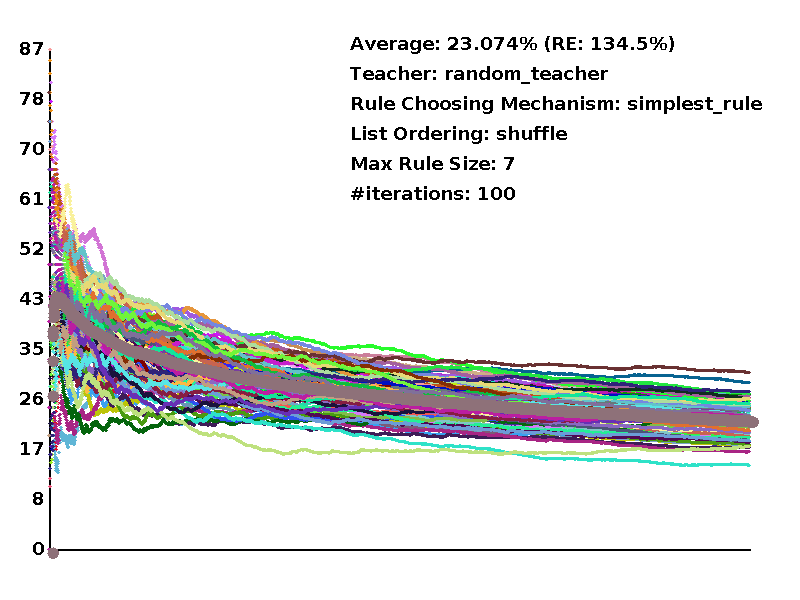 Average: 23.074% (RE: 134.5%)
Teacher: random_teacher
Rule Choosing Mechanism: simplest_rule
List Ordering: shuffle
Max Rule Size: 7
#iterations: 100
87
78
70
61
52
43
35
26
17
8
0